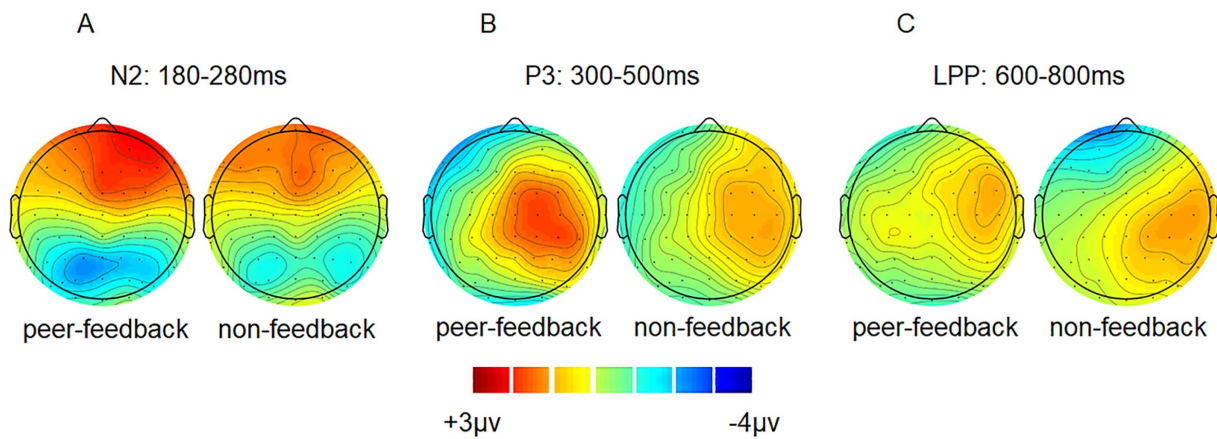 A
B
C
N2: 180-280ms
P3: 300-500ms
LPP: 600-800ms
peer-feedback
non-feedback
peer-feedback
non-feedback
peer-feedback
non-feedback
+3μv
-4μv